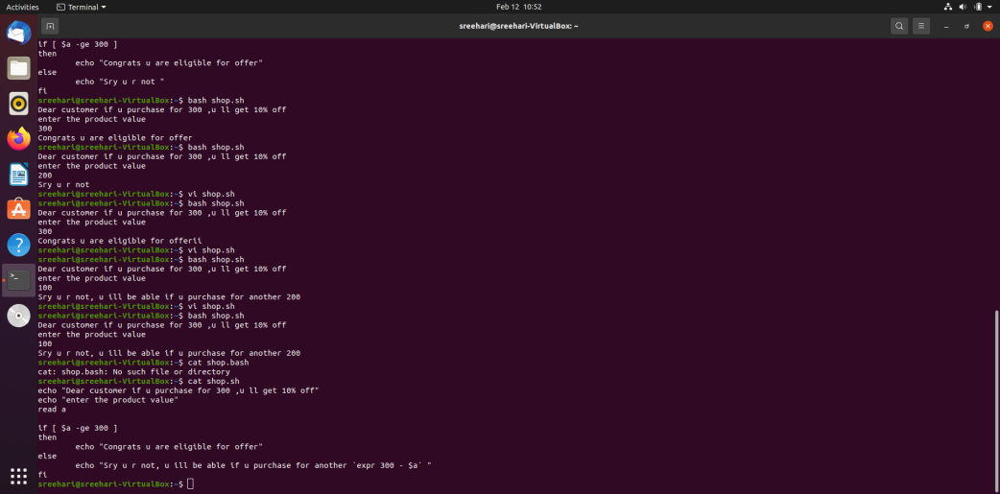 Activities
Terminal
Feb 12 10:52
sreehari@sreehari-VirtualBox: ~
if [ $a -ge 300 ]
then
echo "Congrats u are eligible for offer"
else
echo "Sry u r not "
fi
sreehari@sreehari-VirtualBox:~$ bash shop.sh
Dear customer if u purchase for 300 ,u ll get 10% off
enter the product value
300
Congrats u are eligible for offer
sreehari@sreehari-VirtualBox:~$ bash shop.sh
Dear customer if u purchase for 300 ,u ll get 10% off
enter the product value
200
Sry u r not
sreehari@sreehari-VirtualBox:~$ vi shop.sh
sreehari@sreehari-VirtualBox:~$ bash shop.sh
Dear customer if u purchase for 300 ,u ll get 10% off
enter the product value
300
Congrats u are eligible for offerii
sreehari@sreehari-VirtualBox:~$ vi shop.sh
sreehari@sreehari-VirtualBox:~$ bash shop.sh
Dear customer if u purchase for 300 ,u ll get 10% off
enter the product value
100
Sry u r not, u ill be able if u purchase for another 200
sreehari@sreehari-VirtualBox:~$ vi shop.sh
sreehari@sreehari-VirtualBox:~$ bash shop.sh
Dear customer if u purchase for 300 ,u ll get 10% off
enter the product value
100
Sry u r not, u ill be able if u purchase for another 200
sreehari@sreehari-VirtualBox:~$ cat shop.bash
cat: shop.bash: No such file or directory
sreehari@sreehari-VirtualBox:~$ cat shop.sh
echo "Dear customer if u purchase for 300 ,u ll get 10% off"
echo "enter the product value"
read a
if [ $a -ge 300 ]
then
echo "Congrats u are eligible for offer"
else
echo "Sry u r not, u ill be able if u purchase for another `expr 300 - $a` "
fi
sreehari@sreehari-VirtualBox:~$